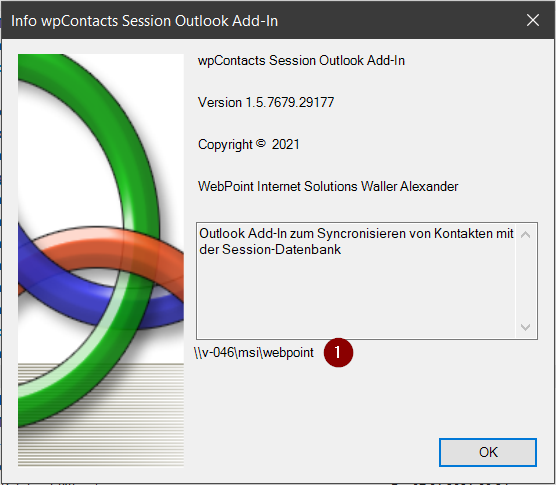 Info wpContacts Session Outlook Add-In
wpContacts Session Outlook Add-In
Version 1.5.7679.29177
Copyright © 2021
WebPoint Internet Solutions Waller Alexander
Outlook Add-In zum Syncronisieren von Kontakten mit
der Session-Datenbank
\\v-046\msi\webpoint
1
OK